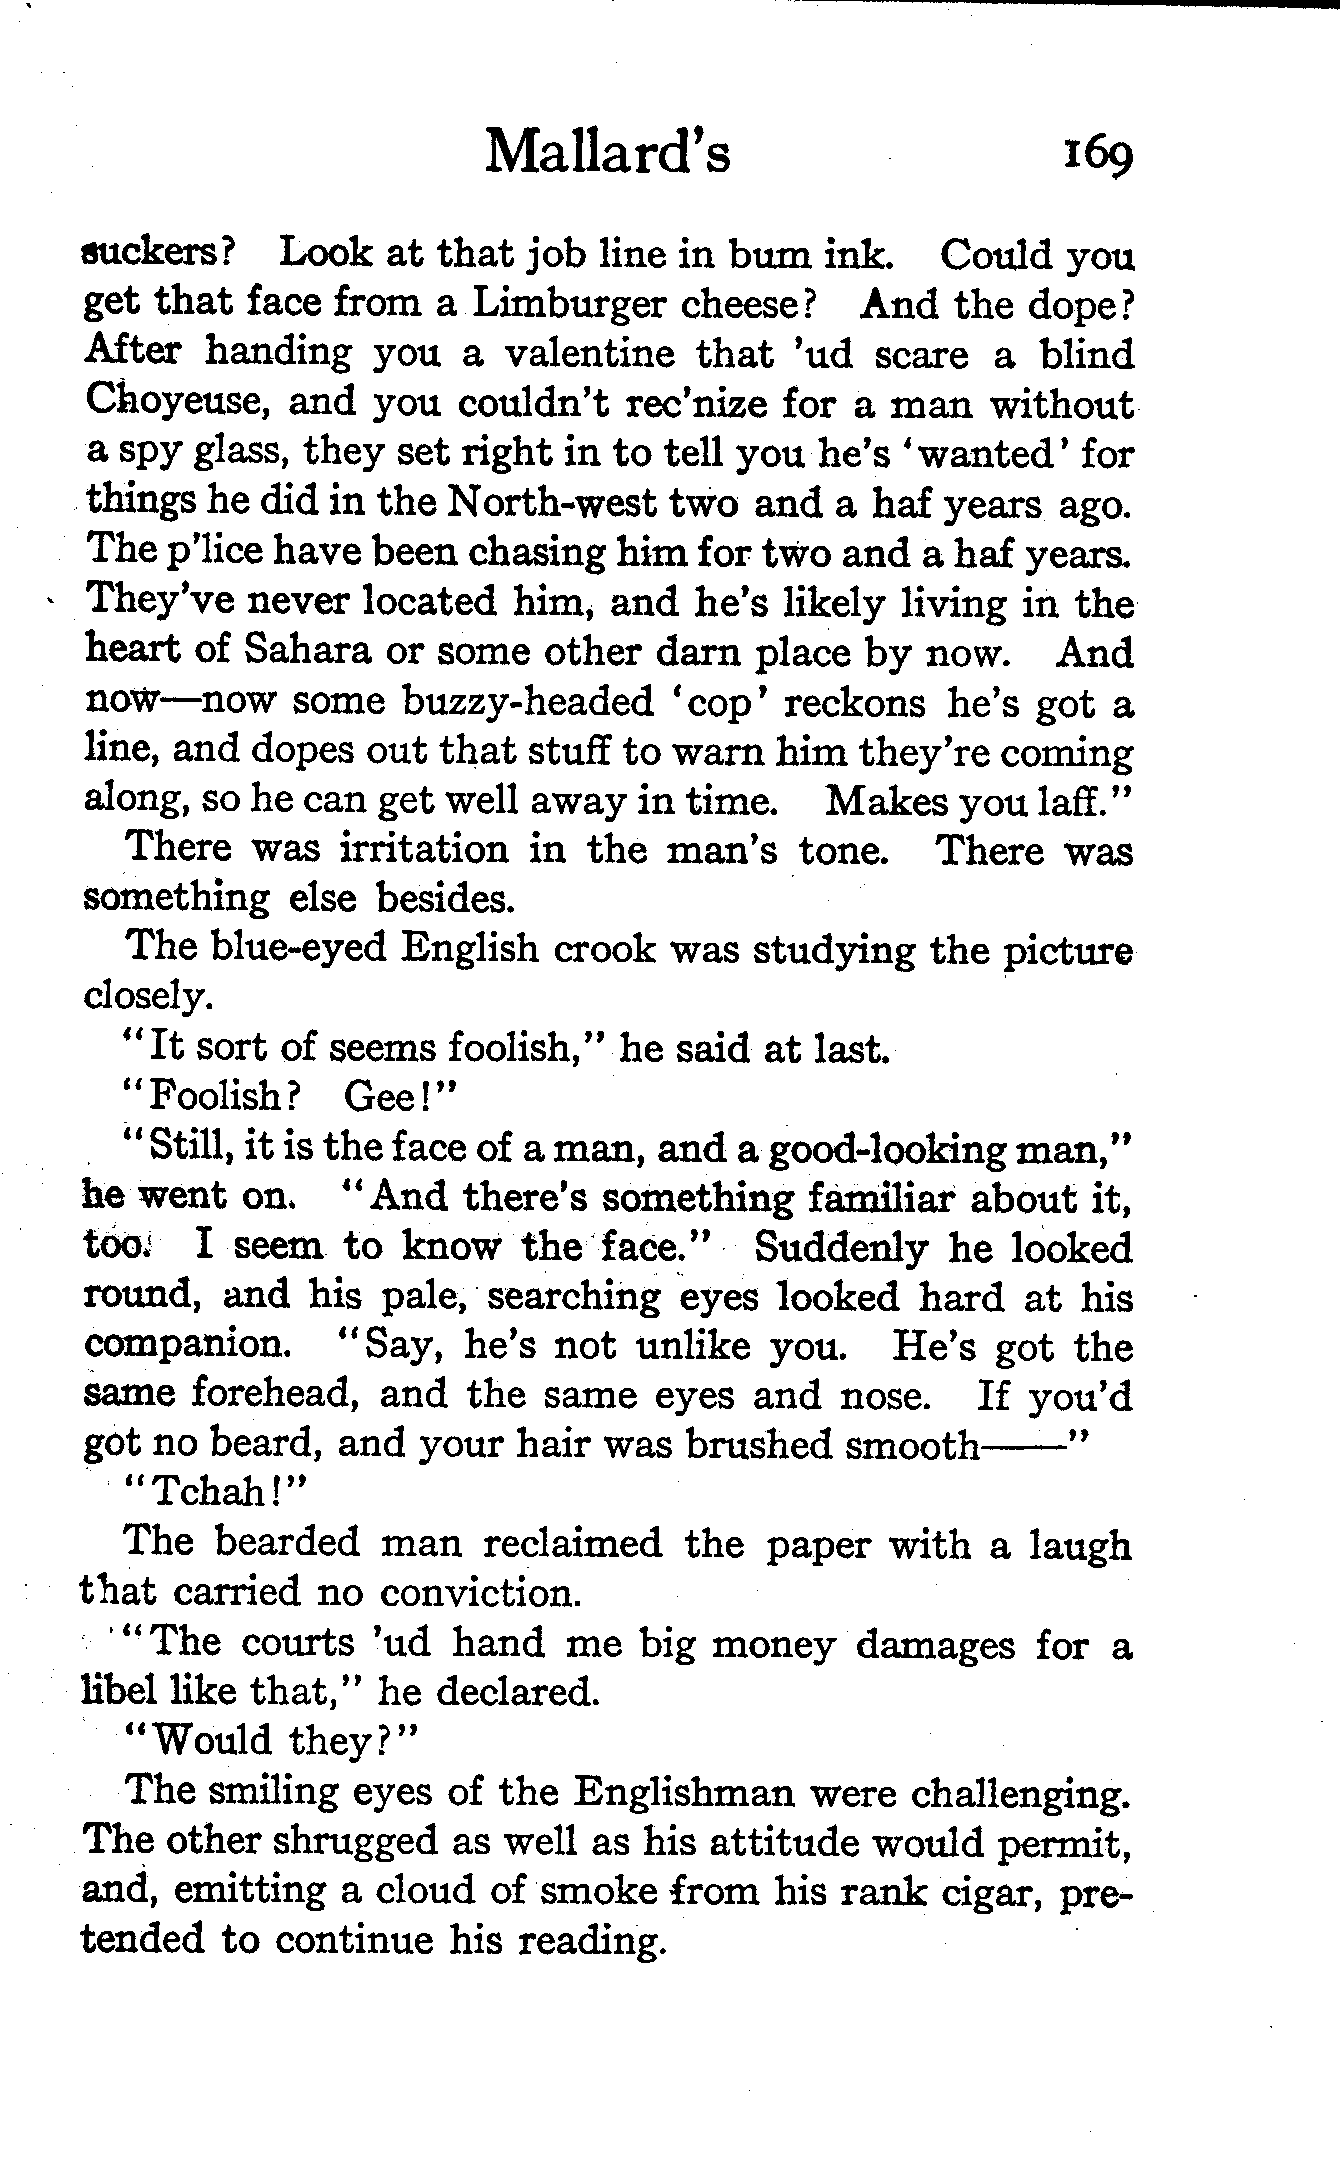 Mallard's 169
suckers? Look at that job line in bum ink. Could you
get that face from a Limburger cheese? And the dope?
After handing you a valentine that 'ud scare a blind
Choyeuse, and you couldn't rec'nize for a man without
a spy glass, they set right in to tell you he's 'wanted' for
things he did in the North-west two and a haf years ago.
The p'lice have been chasing him for two and a haf years.
They've never located him, and he's likely living in the
heart of Sahara or some other darn place by now. And
now—now some buzzy-headed 'cop' reckons he's got a
line, and dopes out that stuff to warn him they're coming
along, so he can get well away in time. Makes you laff."
There was irritation in the man's tone. There was
something else besides.
The blue-eyed English crook was studying the picture
closely.
"It sort of seems foolish," he said at last.
"Foolish? Gee!"
"Still, it is the face of a man, and a good-looking man,"
he went on. "And there's something familiar about it,
too. I seem to know the face." Suddenly he looked
round, and his pale, searching eyes looked hard at his
companion. "Say, he's not unlike you. He's got the
same forehead, and the same eyes and nose. If you'd
got no beard, and your hair was brushed smooth——"
"Tchah!"
The bearded man reclaimed the paper with a laugh
that carried no conviction.
"The courts 'ud hand me big money damages for a
libel like that," he declared.
"Would they?"
The smiling eyes of the Englishman were challenging.
The other shrugged as well as his attitude would permit,
and, emitting a cloud of smoke from his rank cigar, pre-
tended to continue his reading.